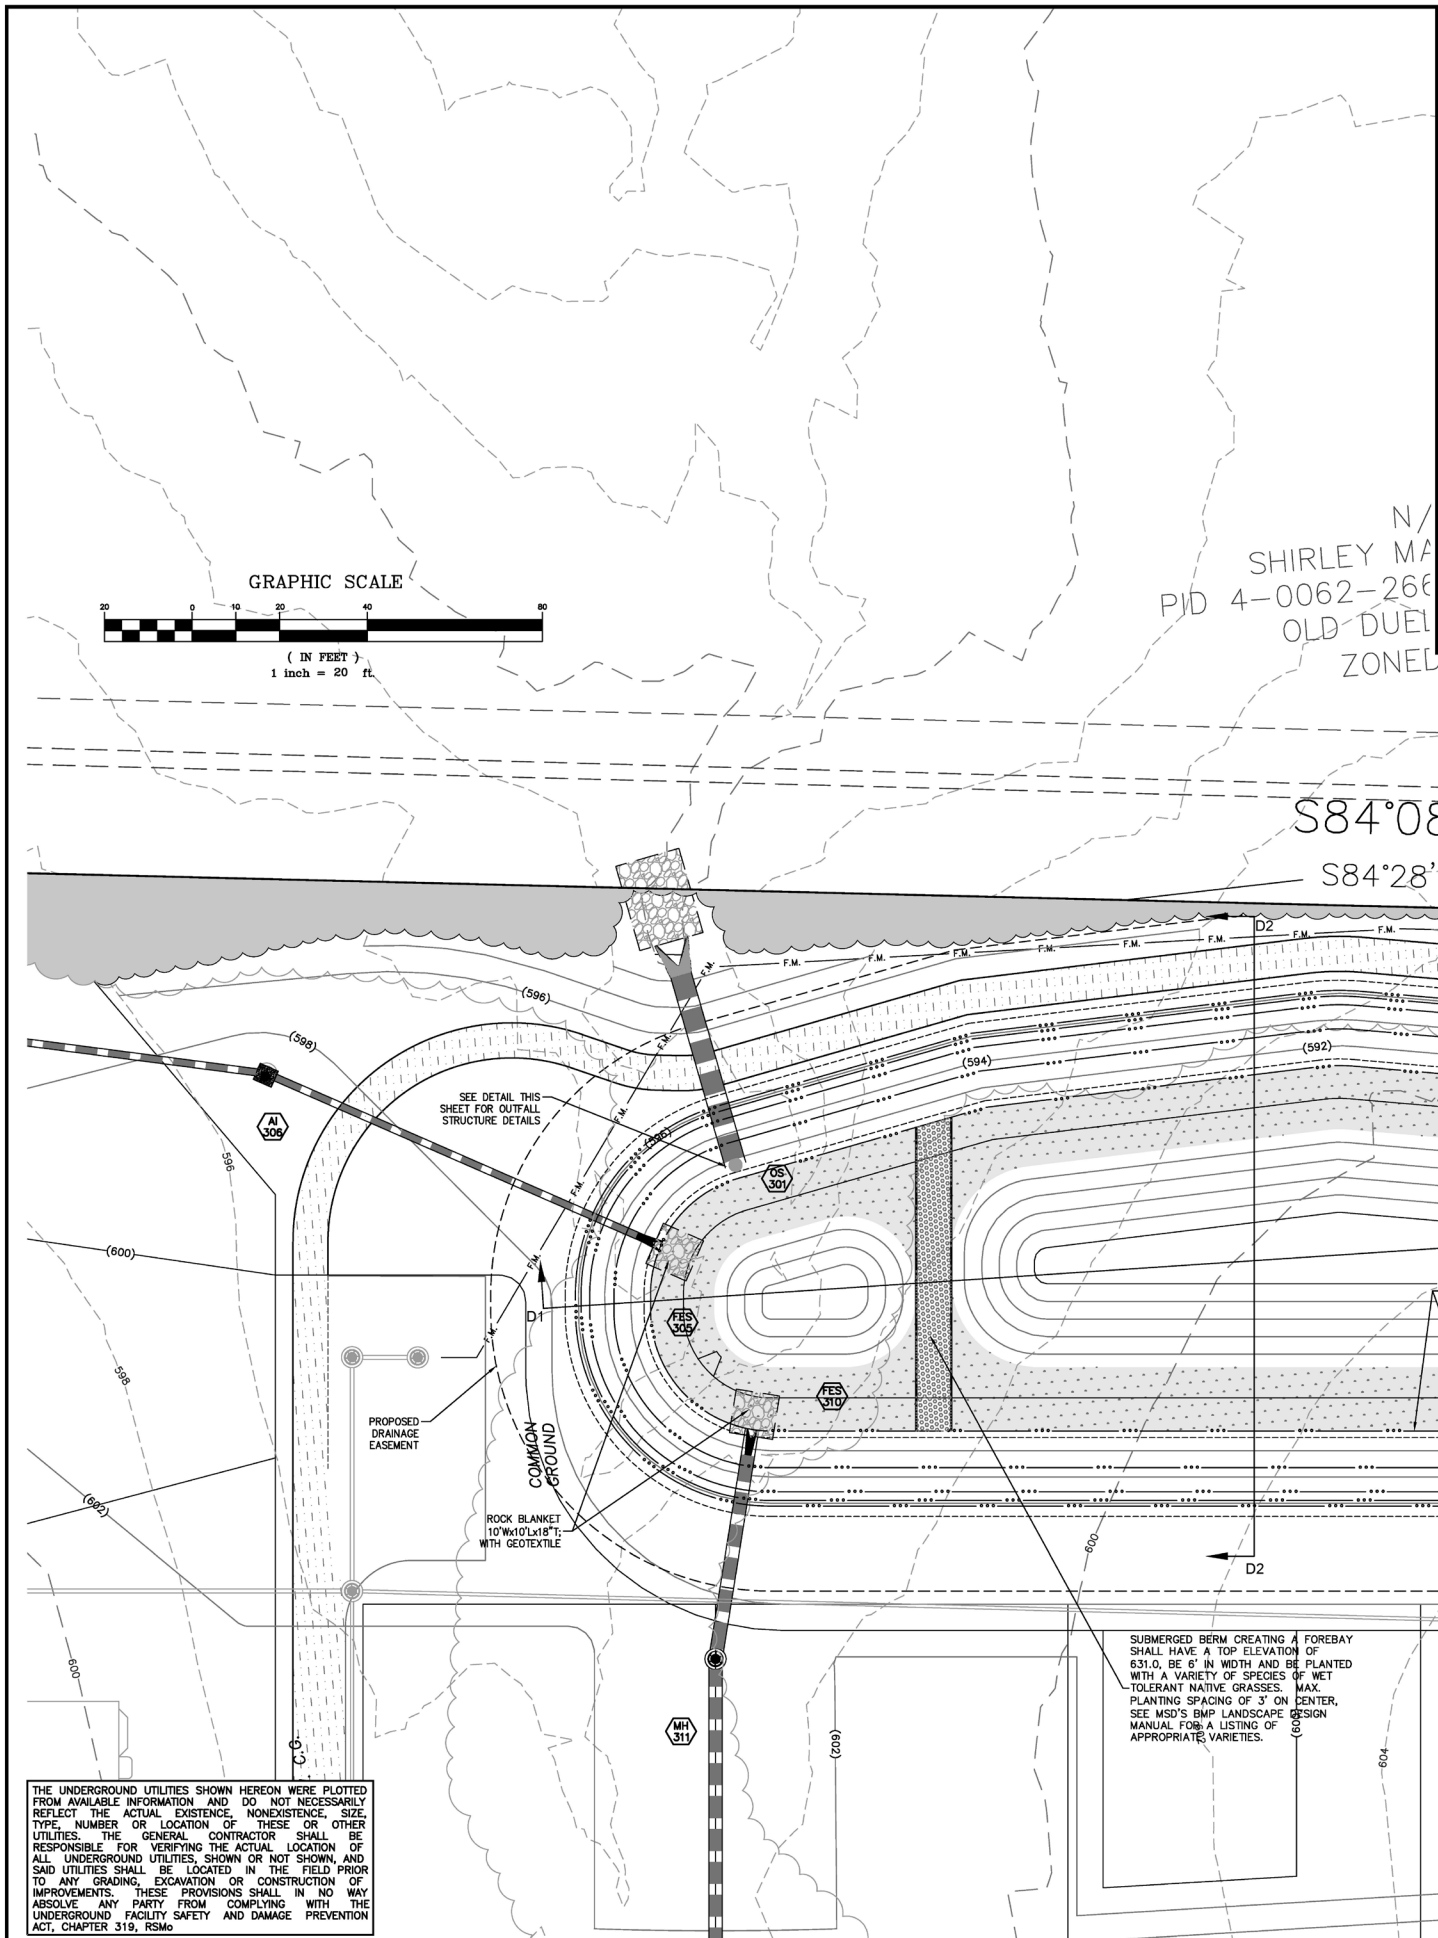 N/
SHIRLEY MA
PID 4-0062-266
OLD DUEL
ZONED
GRAPHIC SCALE
20 0 10 20 40 80
( IN FEET )
1 inch = 20 ft.
S84°08
S84°28'
D2
F.M. F.M. F.M. F.M. F.M. F.M. F.M. F.M.
F.M.
(596)
(598)
F.M.
(592)
(594)
SEE DETAIL THIS
SHEET FOR OUTFALL
STRUCTURE DETAILS
F.M.
AI
306
(596)
596
OS
301
F.M.
(600)
F.M.
D1
FES
305
F.M.
598
FES
310
PROPOSED
DRAINAGE
EASEMENT
COMMON
GROUND
(602)
ROCK BLANKET
10'Wx10'Lx18"T;
WITH GEOTEXTILE
600
D2
SUBMERGED BERM CREATING A FOREBAY
SHALL HAVE A TOP ELEVATION OF
631.0, BE 6' IN WIDTH AND BE PLANTED
WITH A VARIETY OF SPECIES OF WET
TOLERANT NATIVE GRASSES. MAX.
PLANTING SPACING OF 3' ON CENTER,
SEE MSD'S BMP LANDSCAPE DESIGN
MANUAL FOR A LISTING OF
APPROPRIATE VARIETIES.
600
MH
311
(602)
602
604
C.G.
THE UNDERGROUND UTILITIES SHOWN HEREON WERE PLOTTED
FROM AVAILABLE INFORMATION AND DO NOT NECESSARILY
REFLECT THE ACTUAL EXISTENCE, NONEXISTENCE, SIZE,
TYPE, NUMBER OR LOCATION OF THESE OR OTHER
UTILITIES. THE GENERAL CONTRACTOR SHALL BE
RESPONSIBLE FOR VERIFYING THE ACTUAL LOCATION OF
ALL UNDERGROUND UTILITIES, SHOWN OR NOT SHOWN, AND
SAID UTILITIES SHALL BE LOCATED IN THE FIELD PRIOR
TO ANY GRADING, EXCAVATION OR CONSTRUCTION OF
IMPROVEMENTS. THESE PROVISIONS SHALL IN NO WAY
ABSOLVE ANY PARTY FROM COMPLYING WITH THE
UNDERGROUND FACILITY SAFETY AND DAMAGE PREVENTION
ACT, CHAPTER 319, RSMo